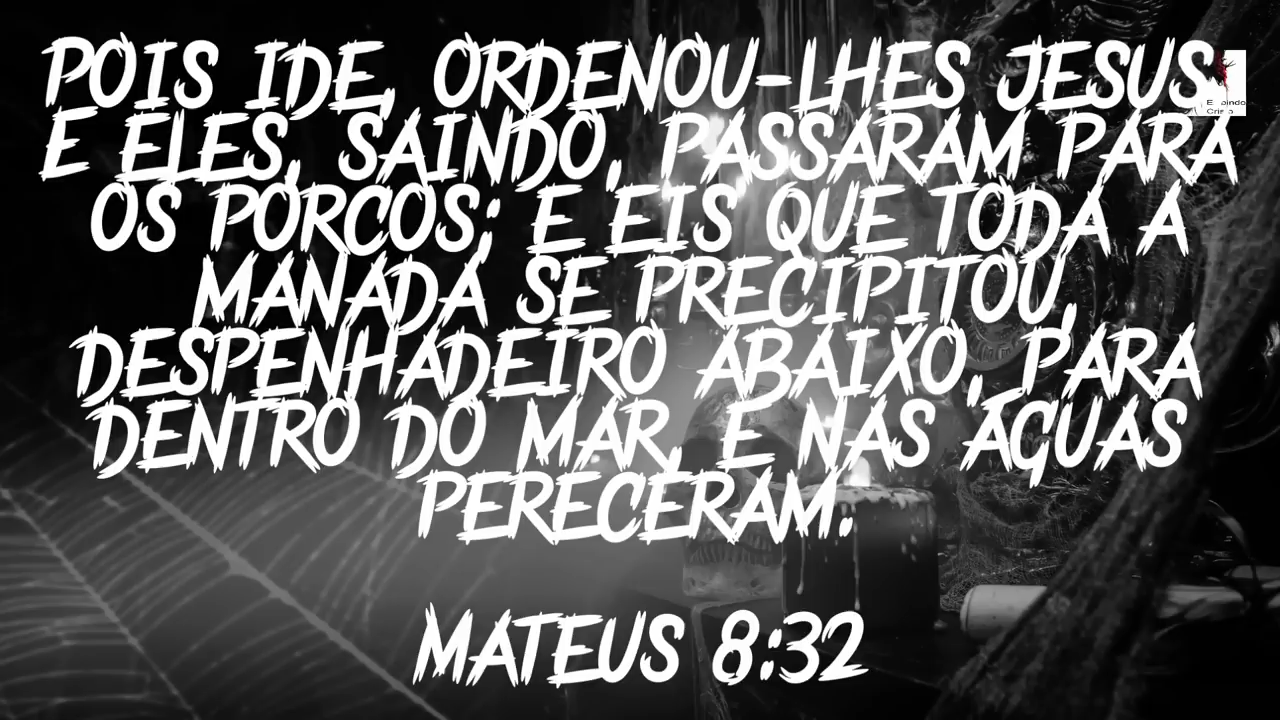 POIS IDE, ORDENOU-LHES JESUS.
E ELES, SAINDO, PASSARAM PARA
OS PORCOS; E EIS QUE TODA A
MANADA SE PRECIPITOU,
DESPENHADEIRO ABAIXO, PARA
DENTRO DO MAR, E NAS ÁGUAS
PERECERAM.
MATEUS 8:32